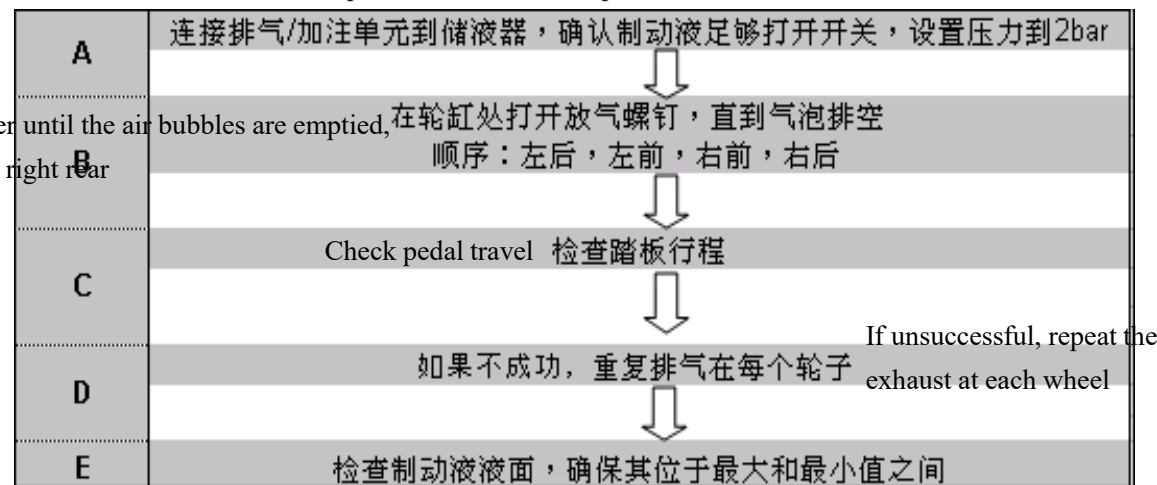 A
连接排气/加注单元到储液器，确认制动液足够打开开关，设置压力到2bar
until the air bubbles are emptied,
在轮缸处打开放气螺钉，直到气泡排空
B
right rear
顺序：左后，左前，右前，右后
Check pedal travel 检查踏板行程
C
If unsuccessful, repeat the
exhaust at each wheel
D
如果不成功，重复排气在每个轮子
E
检查制动液液面，确保其位于最大和最小值之间